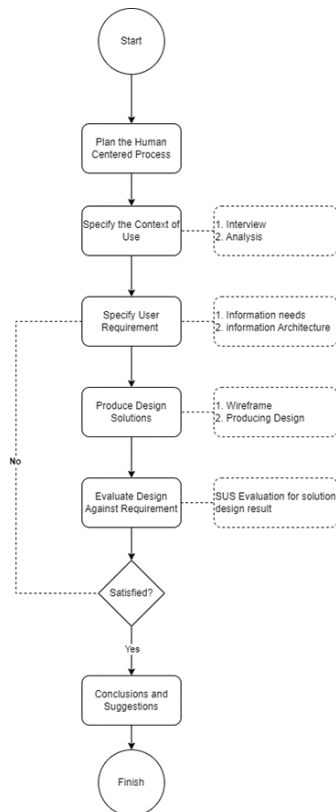 Start
Plan the Human
Centered Process
Specify the Context of
Use
1. Interview
2. Analysis
Specify User
Requirement
1. Information needs
2. information Architecture
Produce Design
Solutions
1. Wireframe
2. Producing Design
No
Evaluate Design
Against Requirement
SUS Evaluation for solution
design result
Satisfied?
Yes
Conclusions and
Suggestions
Finish